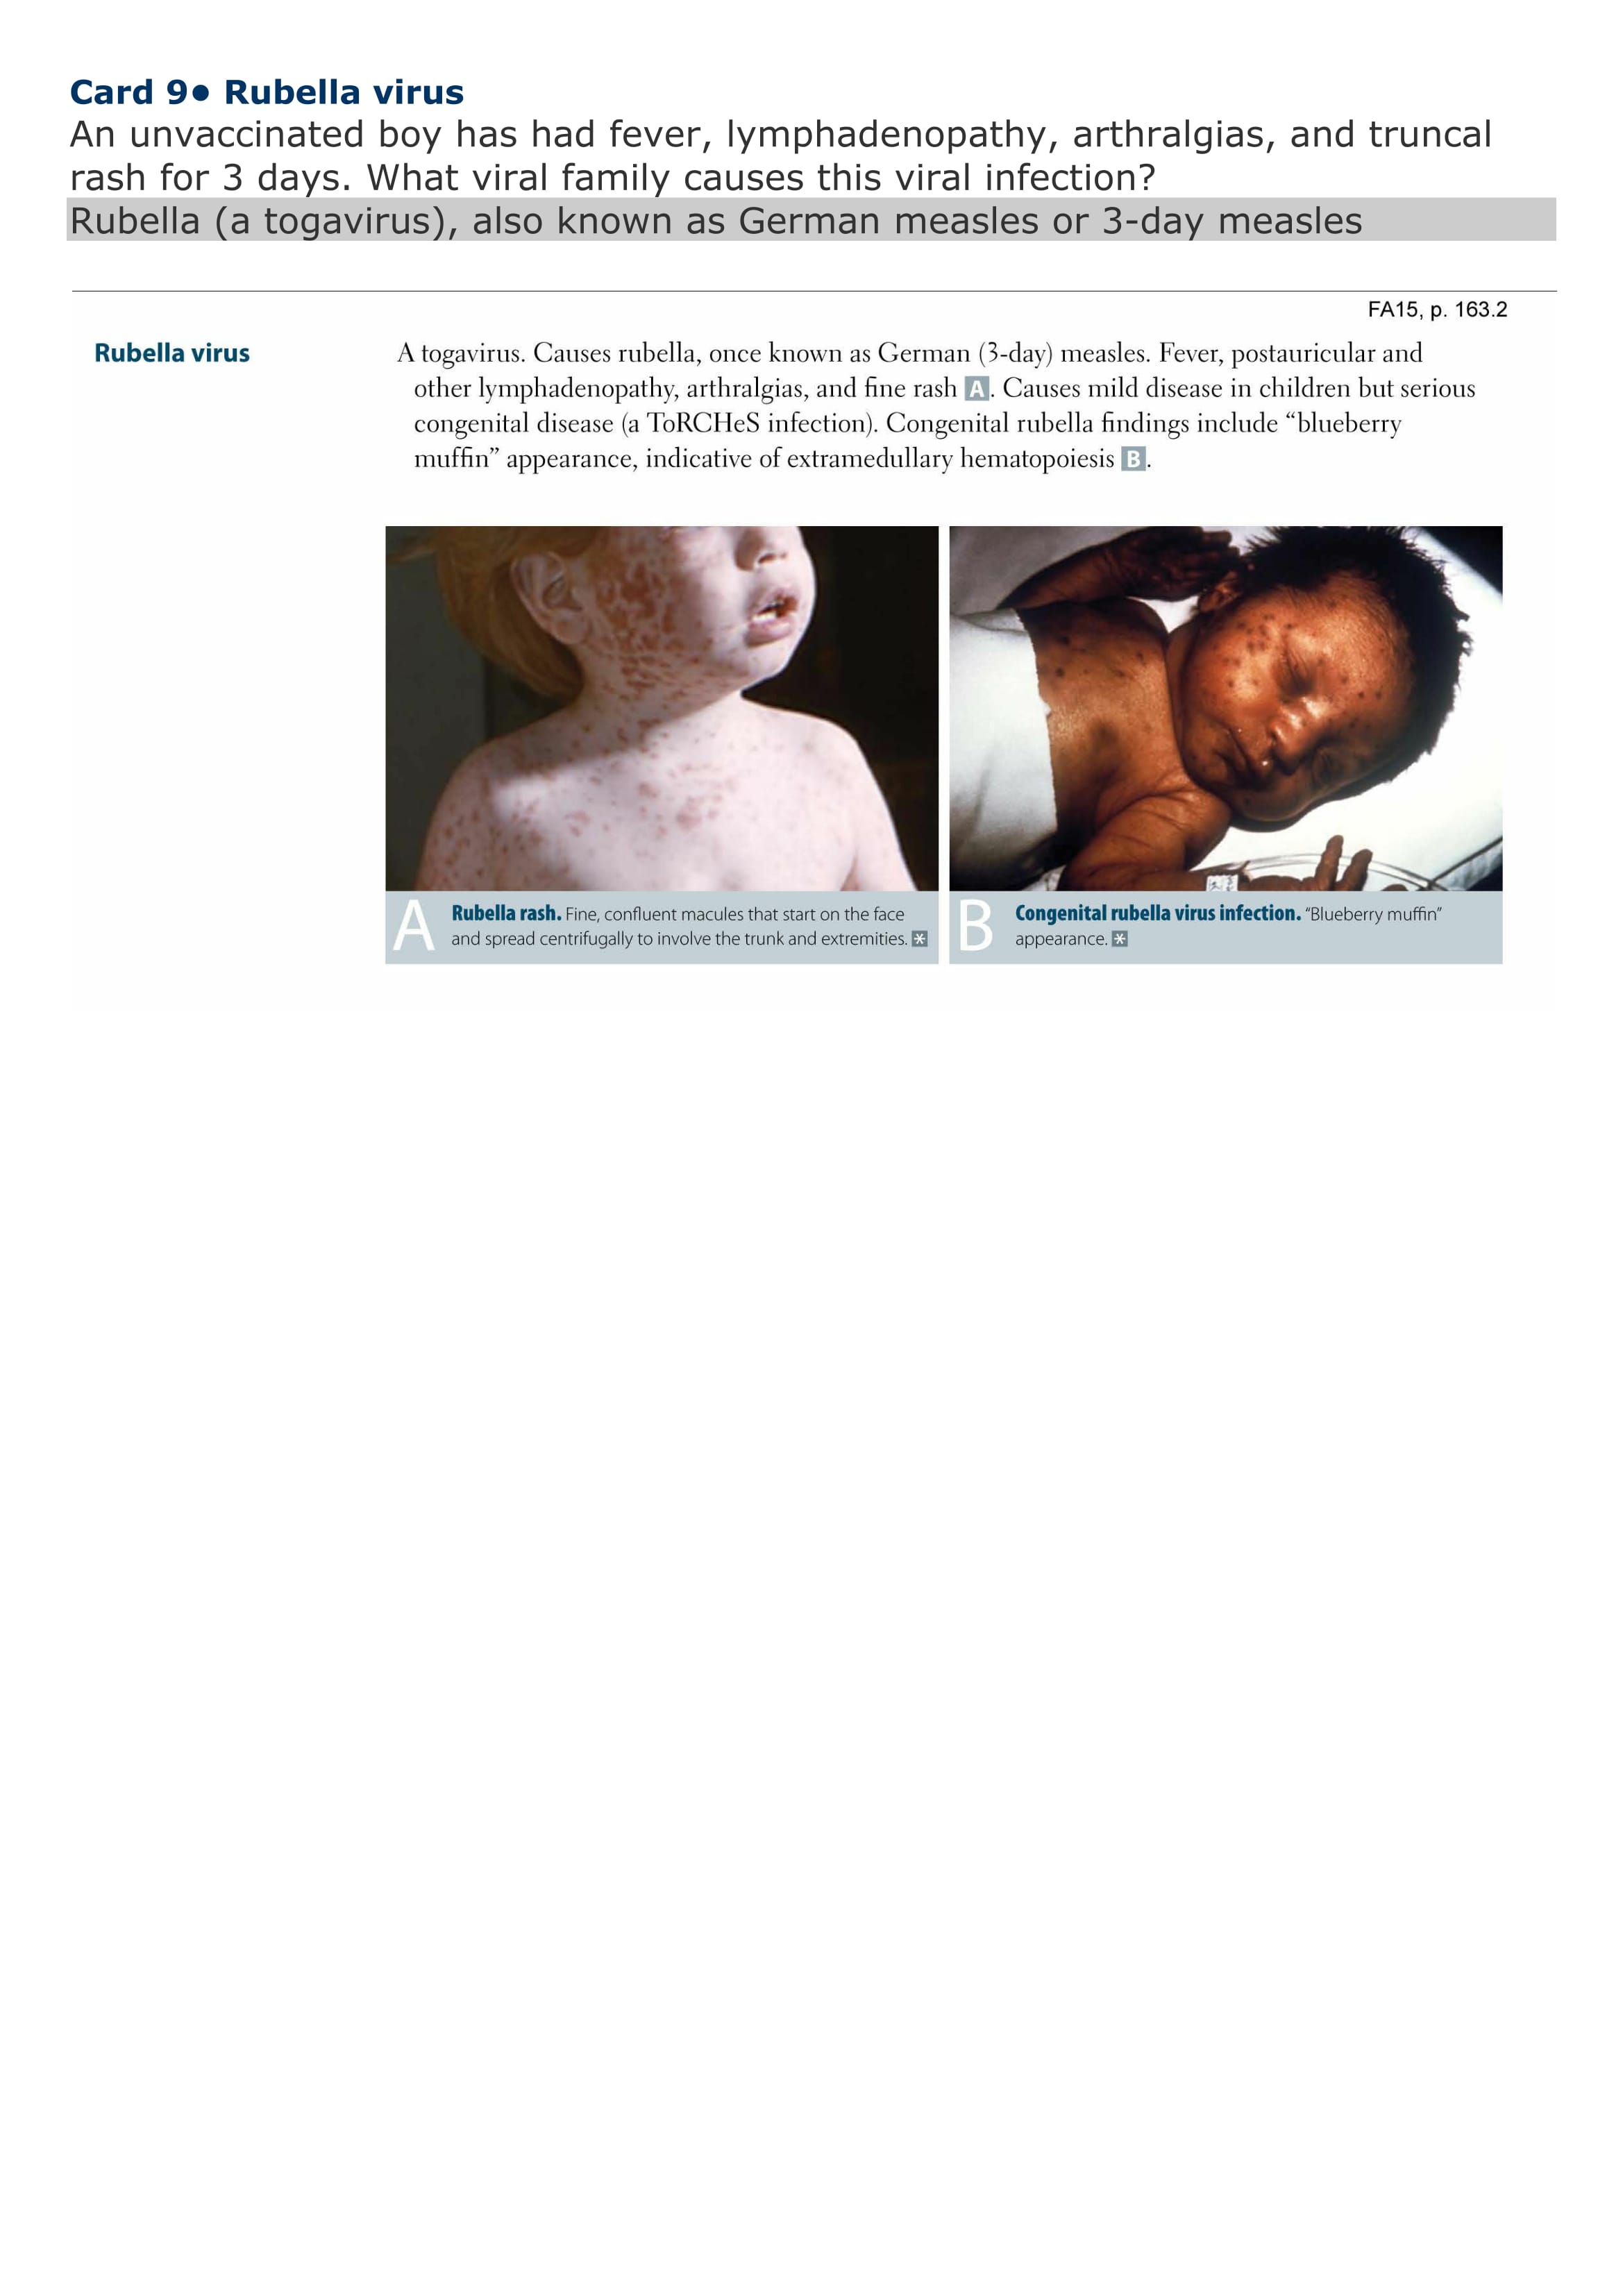 Card 9● Rubella virus
An unvaccinated boy has had fever, lymphadenopathy, arthralgias, and truncal
rash for 3 days. What viral family causes this viral infection?
Rubella (a togavirus), also known as German measles or 3-day measles
FA15, p. 163.2
Rubella virus
A togavirus. Causes rubella, once known as German (3-day) measles. Fever, postauricular and
other lymphadenopathy, arthralgias, and fine rash A. Causes mild disease in children but serious
congenital disease (a ToRCHeS infection). Congenital rubella findings include “blueberry
muffin” appearance, indicative of extramedullary hematopoiesis B.
A
Rubella rash. Fine, confluent macules that start on the face
and spread centrifugally to involve the trunk and extremities. *
B
Congenital rubella virus infection. “Blueberry muffin”
appearance. *